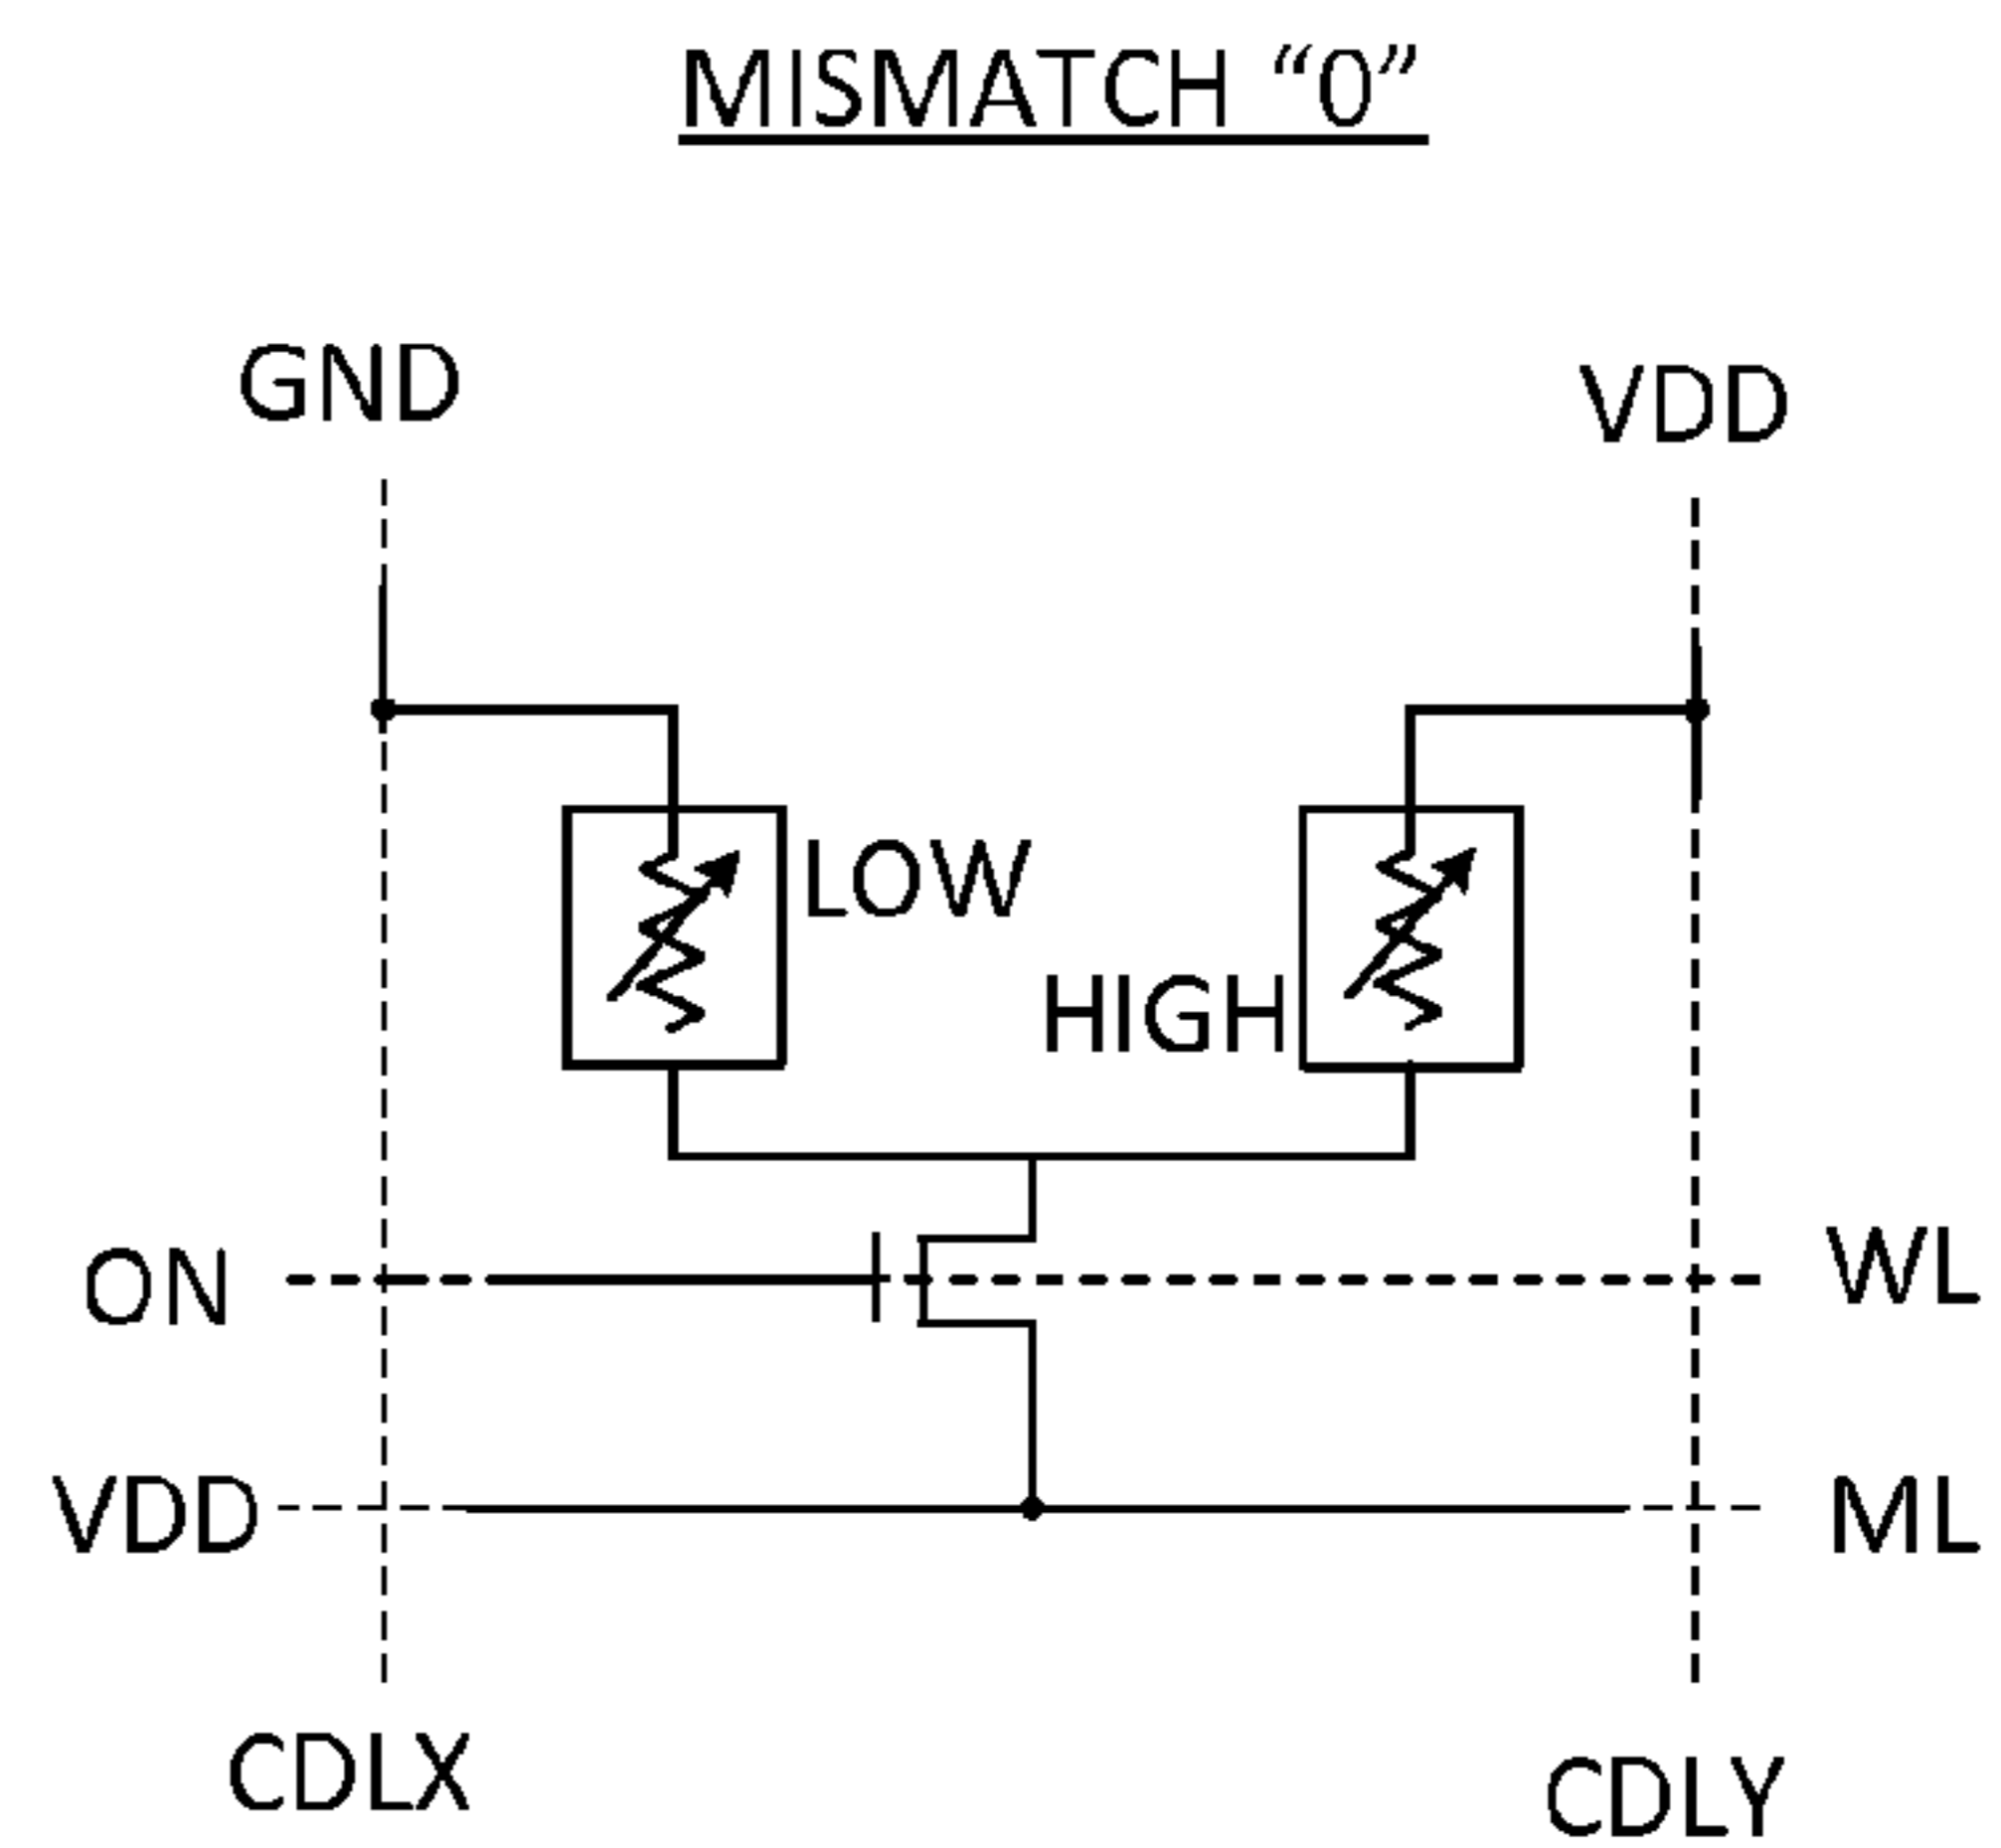 MISMATCH “0”
GND
VDD
LOW
HIGH
ON
WL
VDD
ML
CDLX
CDLY